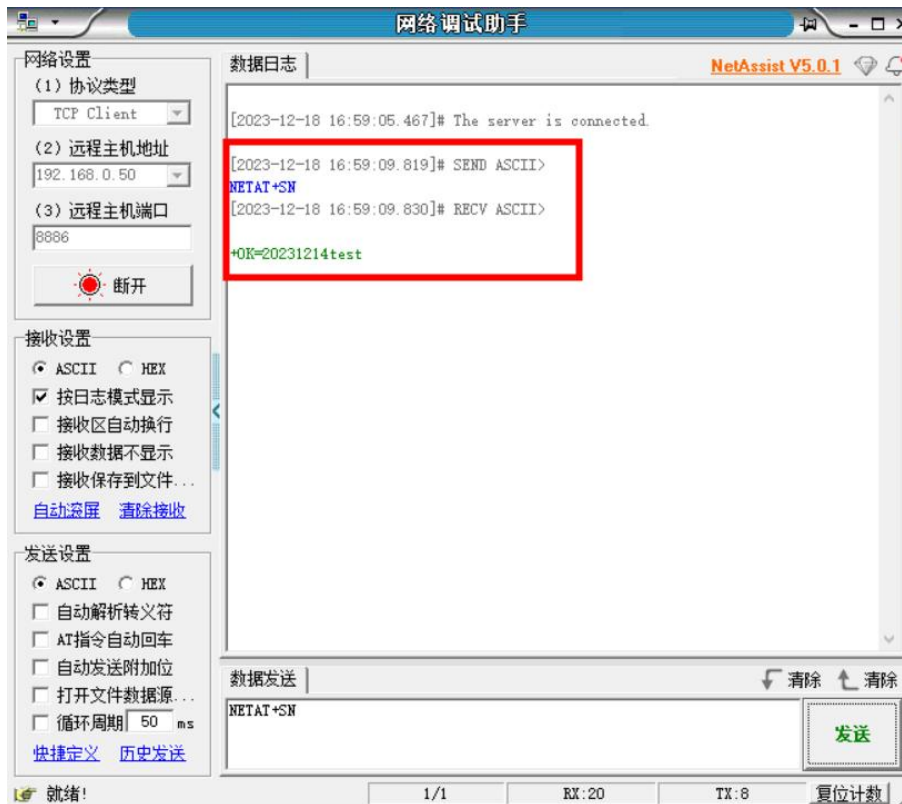 网络调试助手
网络设置
(1) 协议类型
TCP Client
(2) 远程主机地址
192.168.0.50
(3) 远程主机端口
8886
断开
接收设置
ASCII HEX
按日志模式显示
接收区自动换行
接收数据不显示
接收保存到文件...
自动滚屏 清除接收
发送设置
ASCII HEX
自动解析转义符
AT指令自动回车
自动发送附加位
打开文件数据源...
循环周期 50 ms
快捷定义 历史发送
数据日志 NetAssist V5.0.1
[2023-12-18 16:59:05.467]# The server is connected.
[2023-12-18 16:59:09.819]# SEND ASCII>
NETAT+SN
[2023-12-18 16:59:09.830]# RECV ASCII>
+OK=20231214test
数据发送 清除 清除
NETAT+SN
发送
就绪! 1/1 RX:20 TX:8 复位计数